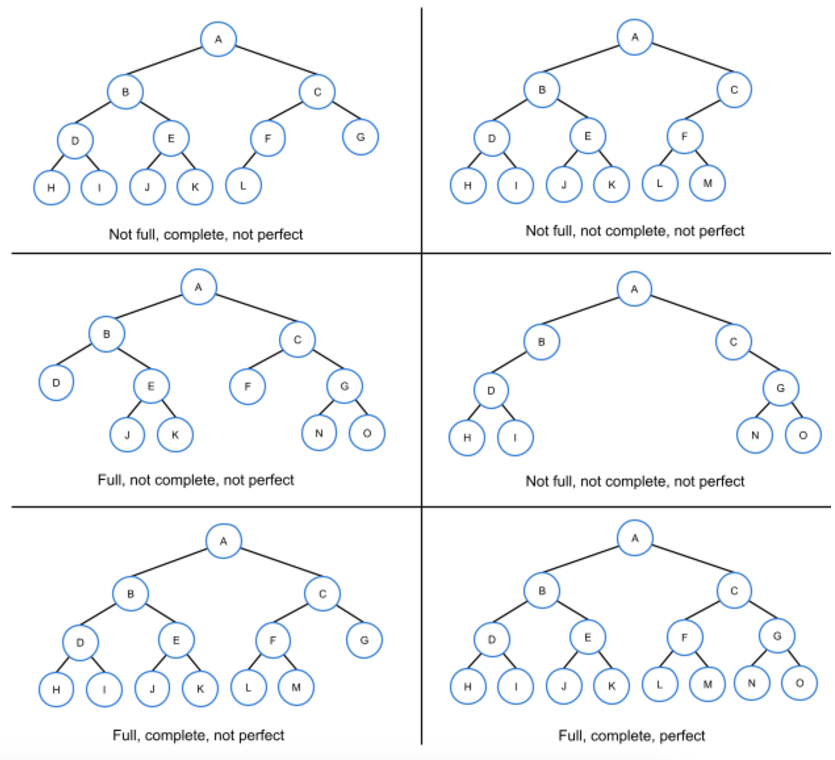 A
B C
D E F G
H I J K L
Not full, complete, not perfect
A
B C
D E F
H I J K L M
Not full, not complete, not perfect
A
B C
D E F G
J K N O
Full, not complete, not perfect
A
B C
D G
H I N O
Not full, not complete, not perfect
A
B C
D E F G
H I J K L M
Full, complete, not perfect
A
B C
D E F G
H I J K L M N O
Full, complete, perfect